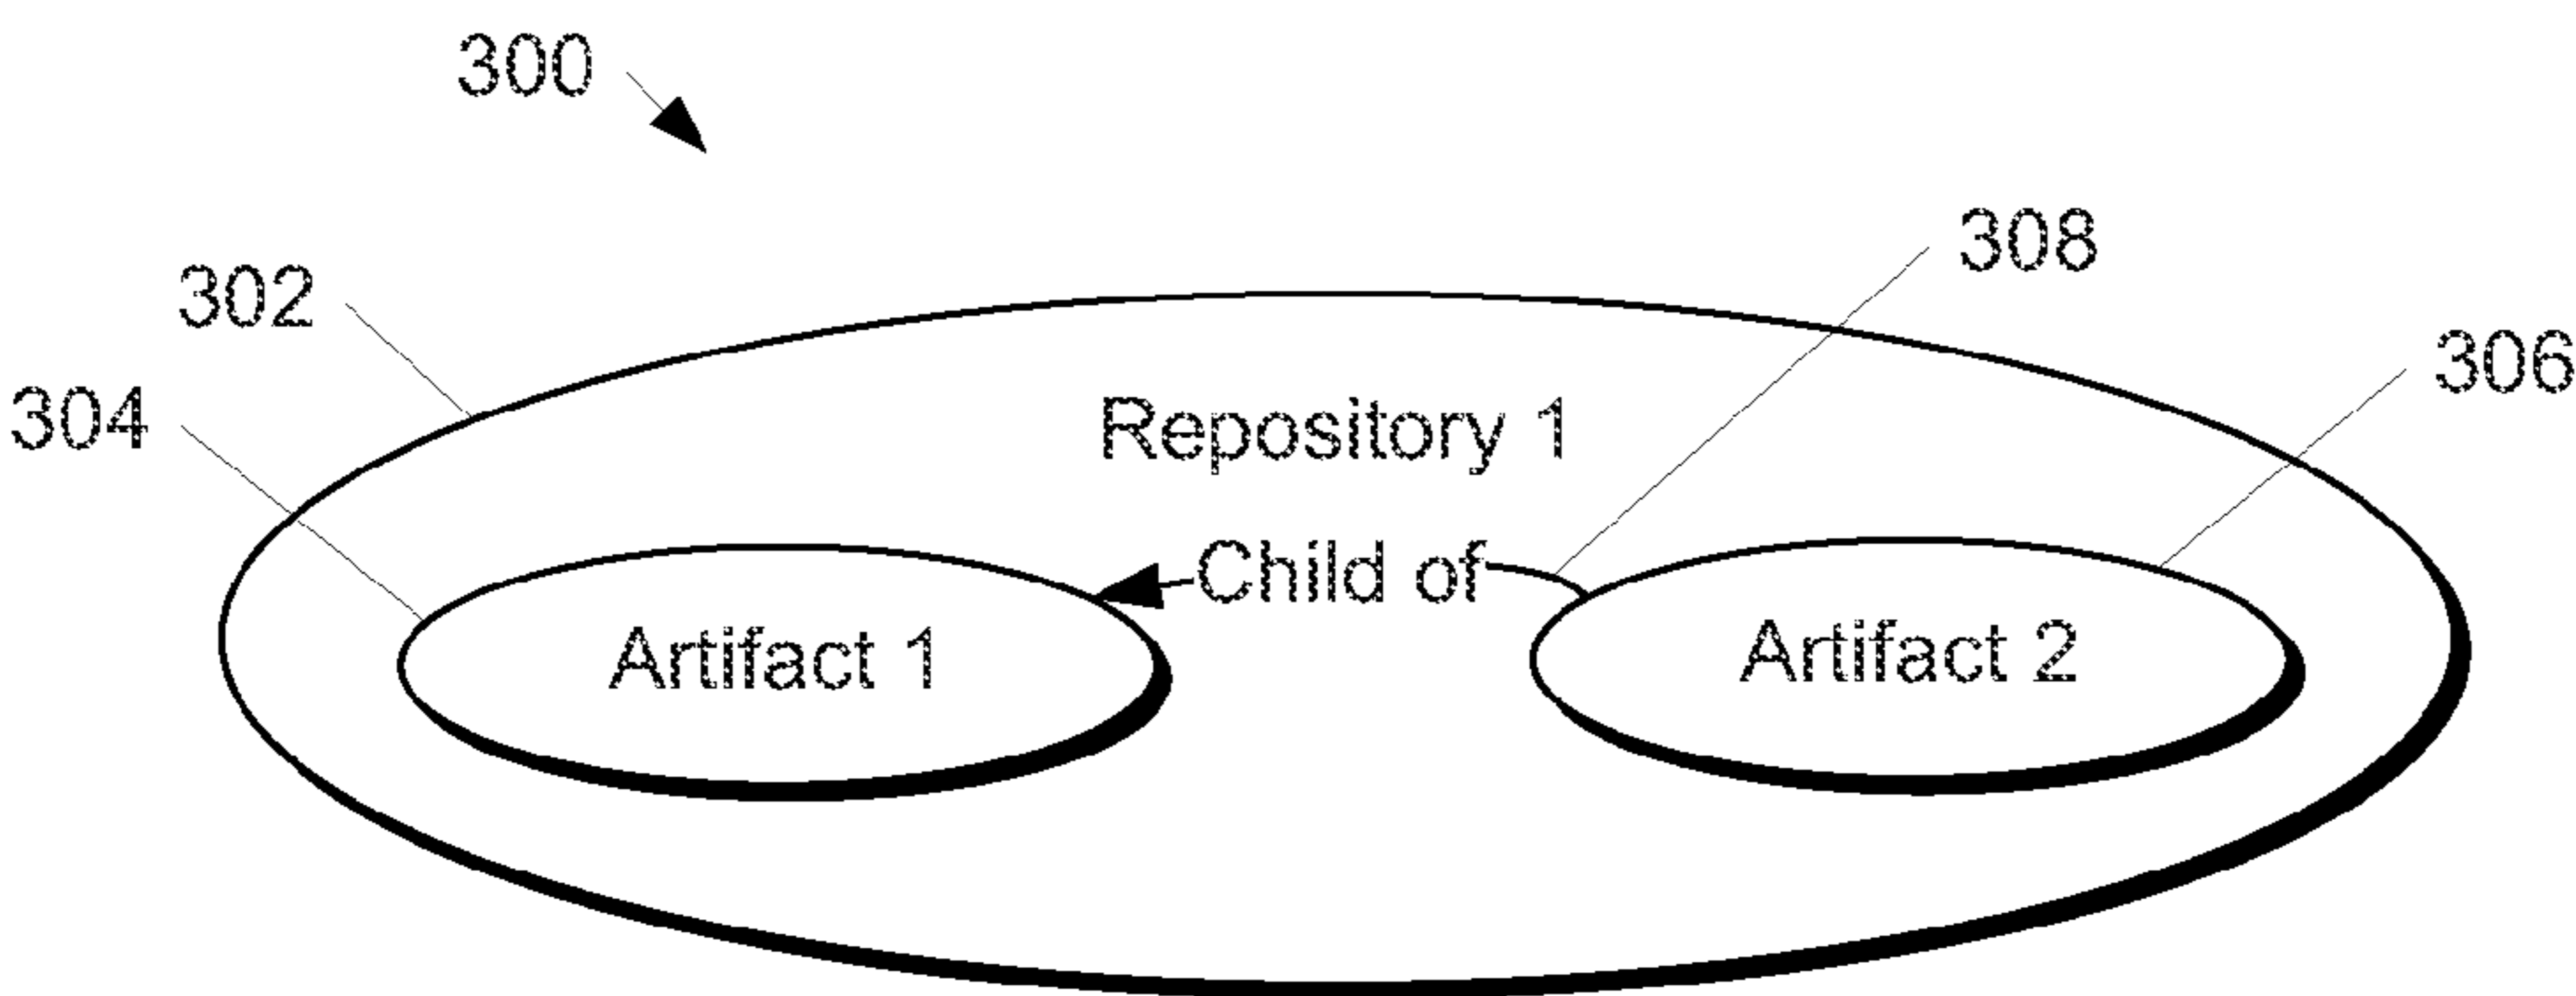 300
308
302
306
304
Repository 1
Child of
Artifact 1
Artifact 2